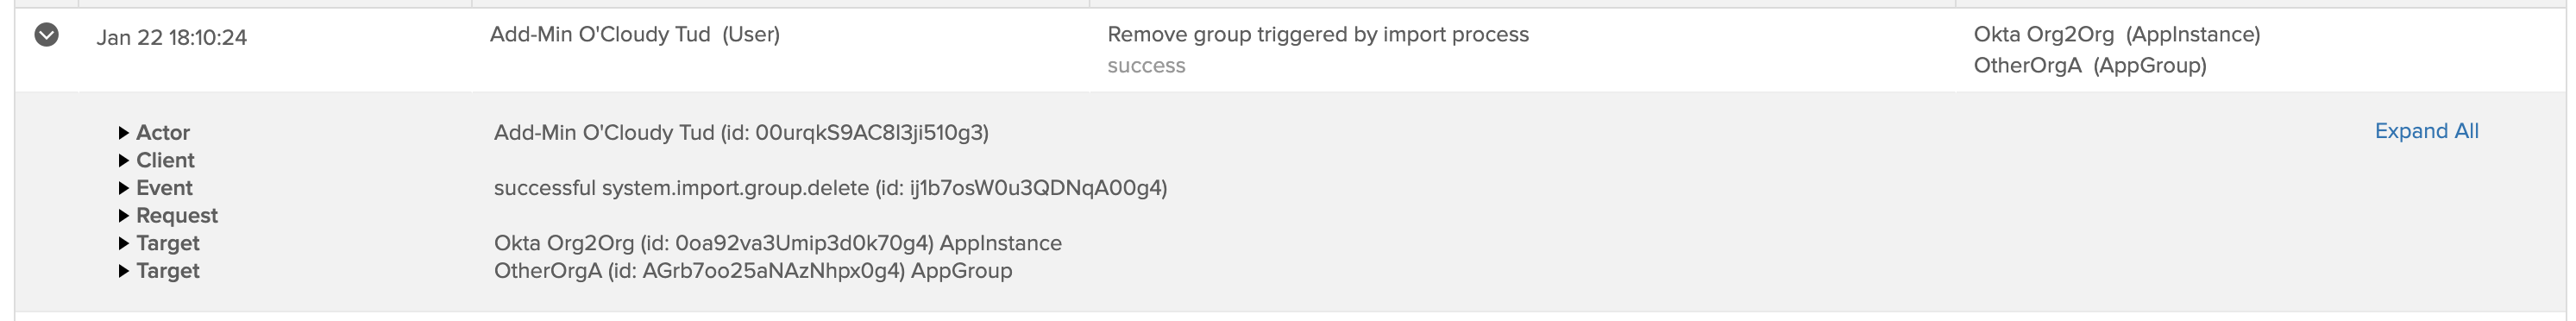 Jan 22 18:10:24
Add-Min O'Cloudy Tud (User)
Remove group triggered by import process
success
Okta Org2Org (AppInstance)
OtherOrgA (AppGroup)
Actor Add-Min O'Cloudy Tud (id: 00urqkS9AC8I3ji510g3)
Expand All
Client
Event successful system.import.group.delete (id: ij1b7osW0u3QDNqA00g4)
Request
Target Okta Org2Org (id: 0oa92va3Umip3d0k70g4) AppInstance
Target OtherOrgA (id: AGrb7oo25aNAzNhpx0g4) AppGroup